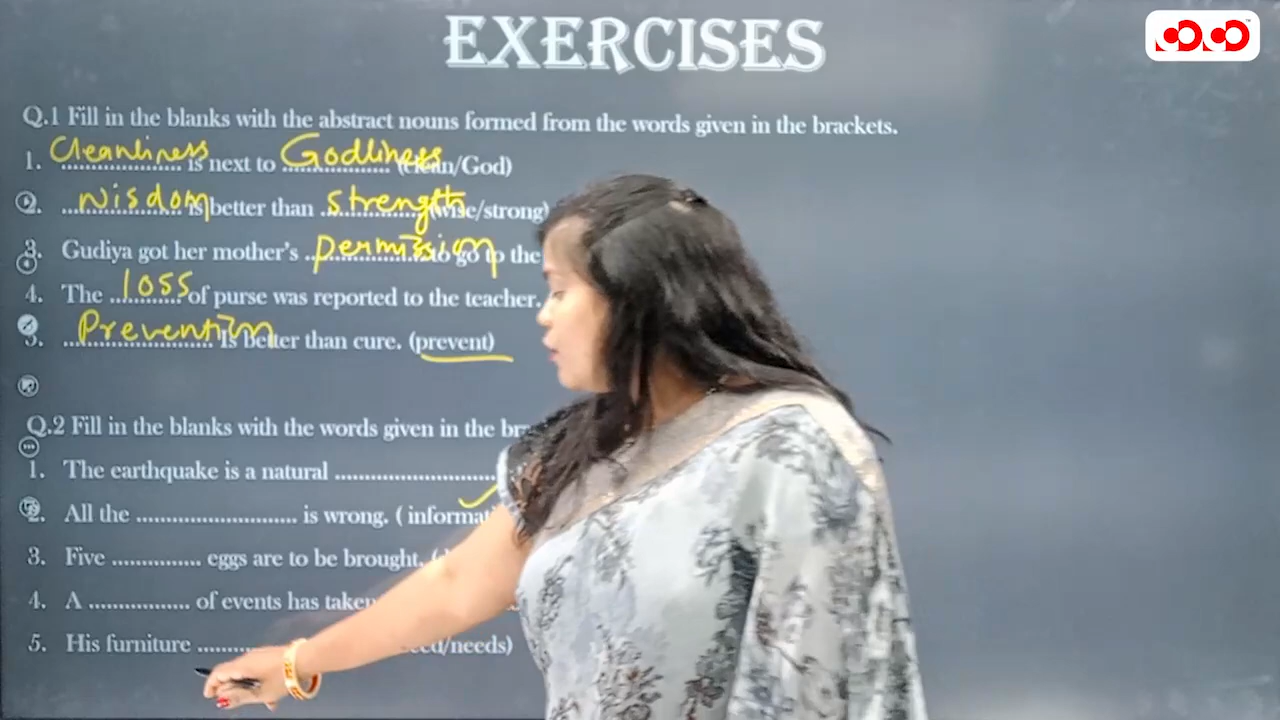 EXERCISES
Q.1 Fill in the blanks with the abstract nouns formed from the words given in the brackets.
1. Cleanliness is next to Godliness (clean/God)
2. Wisdom is better than strength (wise/strong)
3. Gudiya got her mother's permission to go to the
4. The loss of purse was reported to the teacher.
5. Prevention Is better than cure. (prevent)
Q.2 Fill in the blanks with the words given in the
1. The earthquake is a natural ............................
2. All the ............................ is wrong. (
3. Five ............... eggs are to be brought.
4. A ................. of events has
5. His furniture ......... /needs)